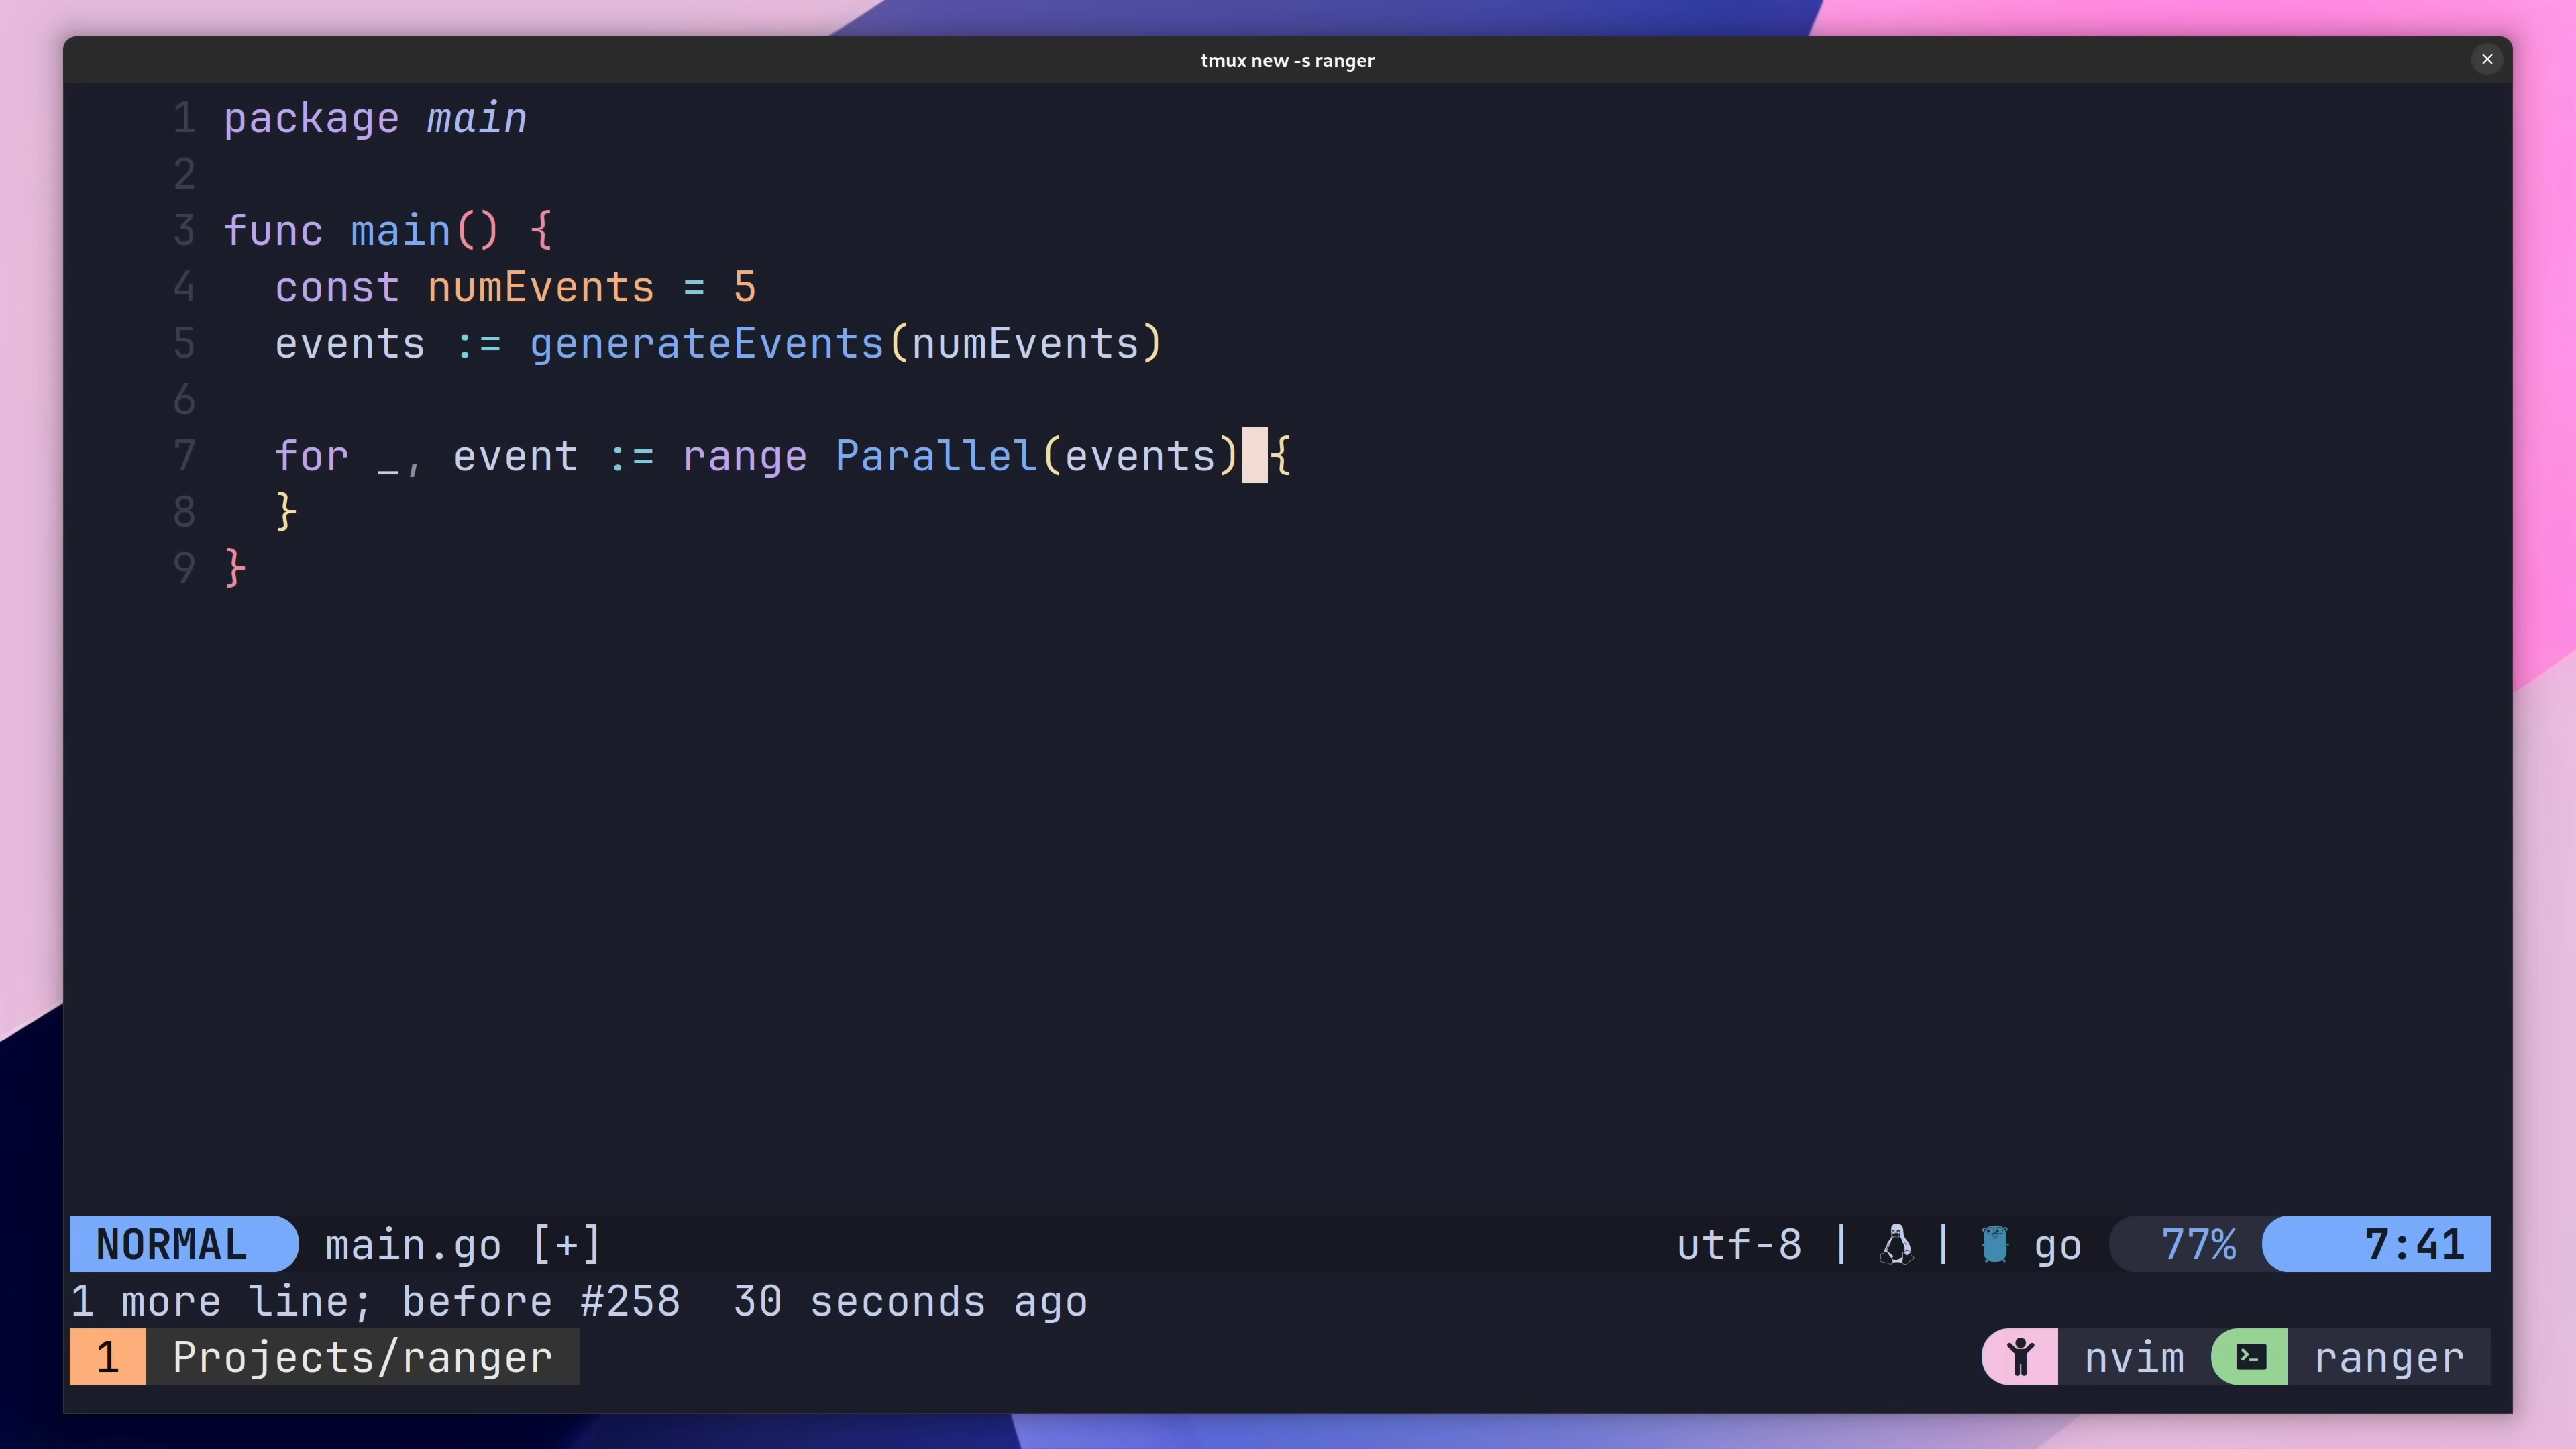 tmux new -s ranger
1 package main
2
3 func main() {
4   const numEvents = 5
5   events := generateEvents(numEvents)
6
7   for _, event := range Parallel(events) {
8   }
9 }
NORMAL main.go [+] utf-8 | | go 77% 7:41
1 more line; before #258  30 seconds ago
1 Projects/ranger nvim ranger